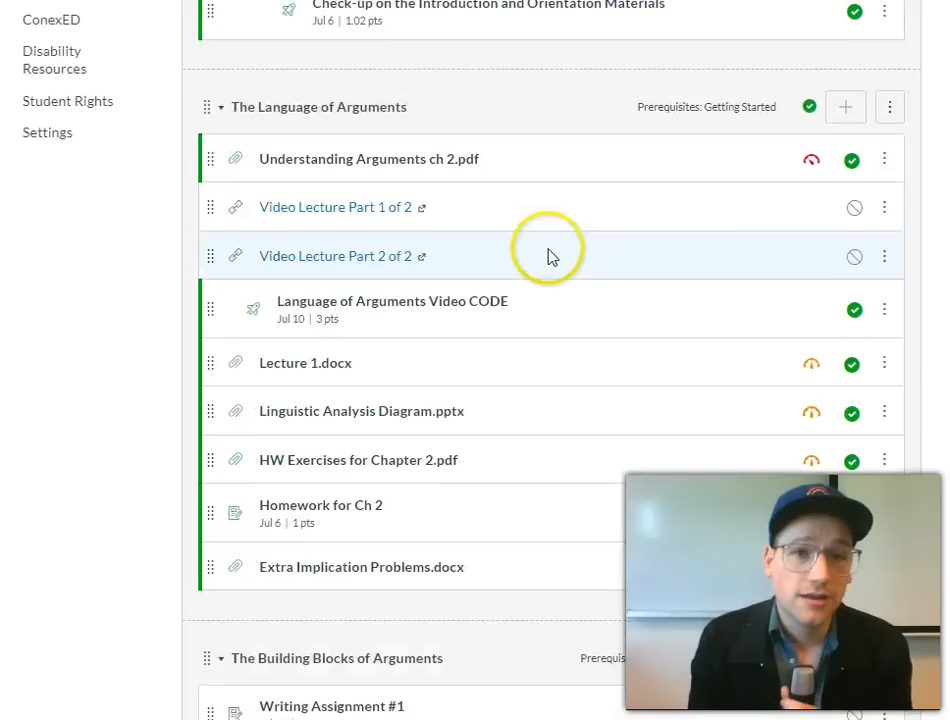 ConexED
Check-up on the Introduction and Orientation Materials
Jul 6 | 1.02 pts
Disability
Resources
Student Rights
Settings
The Language of Arguments
Prerequisites: Getting Started
Understanding Arguments ch 2.pdf
Video Lecture Part 1 of 2
Video Lecture Part 2 of 2
Language of Arguments Video CODE
Jul 10 | 3 pts
Lecture 1.docx
Linguistic Analysis Diagram.pptx
HW Exercises for Chapter 2.pdf
Homework for Ch 2
Jul 6 | 1 pts
Extra Implication Problems.docx
The Building Blocks of Arguments
Prerequis
Writing Assignment #1